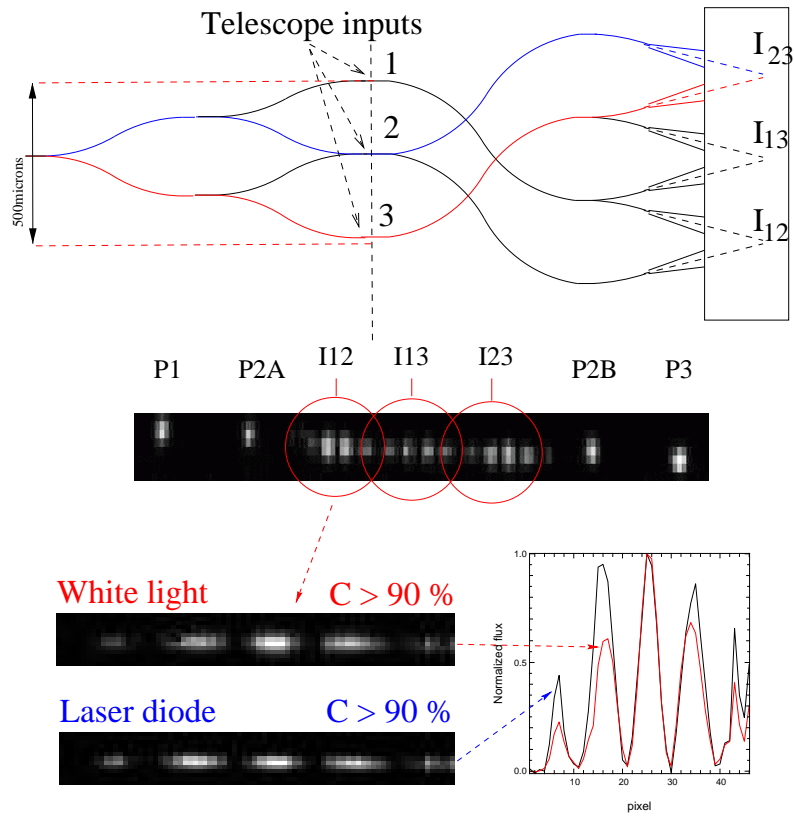 Telescope inputs
1
2
3
500microns
I23
I13
I12
P1 P2A I12 I13 I23 P2B P3
White light C > 90 %
Laser diode C > 90 %
Normalized flux
1.0
0.5
0.0
10 20 30 40
pixel